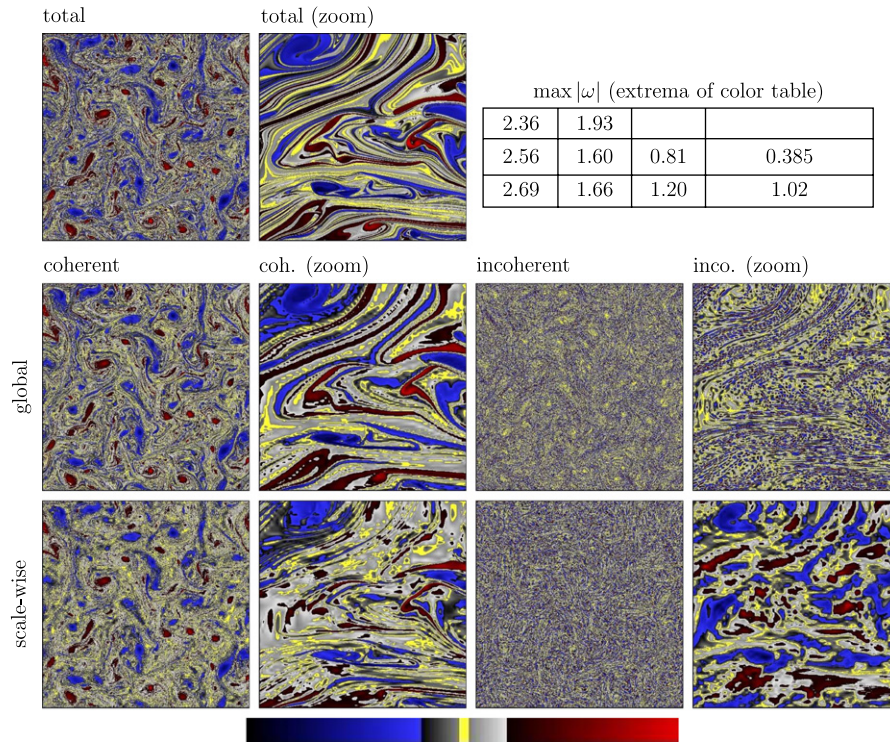 total
total (zoom)
max |ω| (extrema of color table)
2.36 1.93
2.56 1.60 0.81 0.385
2.69 1.66 1.20 1.02
coherent
coh. (zoom)
incoherent
inco. (zoom)
global
scale-wise